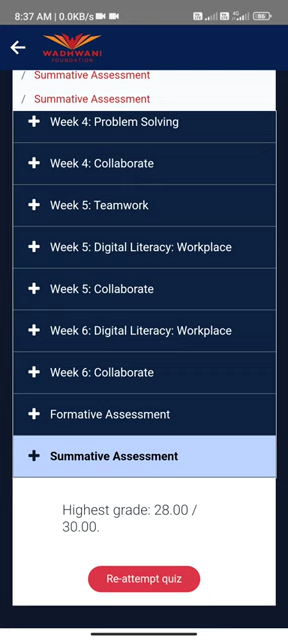 8:37 AM | 0.0KB/s
4G
86
WADHWANI
FOUNDATION
/ Summative Assessment
/ Summative Assessment
Week 4: Problem Solving
Week 4: Collaborate
Week 5: Teamwork
Week 5: Digital Literacy: Workplace
Week 5: Collaborate
Week 6: Digital Literacy: Workplace
Week 6: Collaborate
Formative Assessment
Summative Assessment
Highest grade: 28.00 /
30.00.
Re-attempt quiz